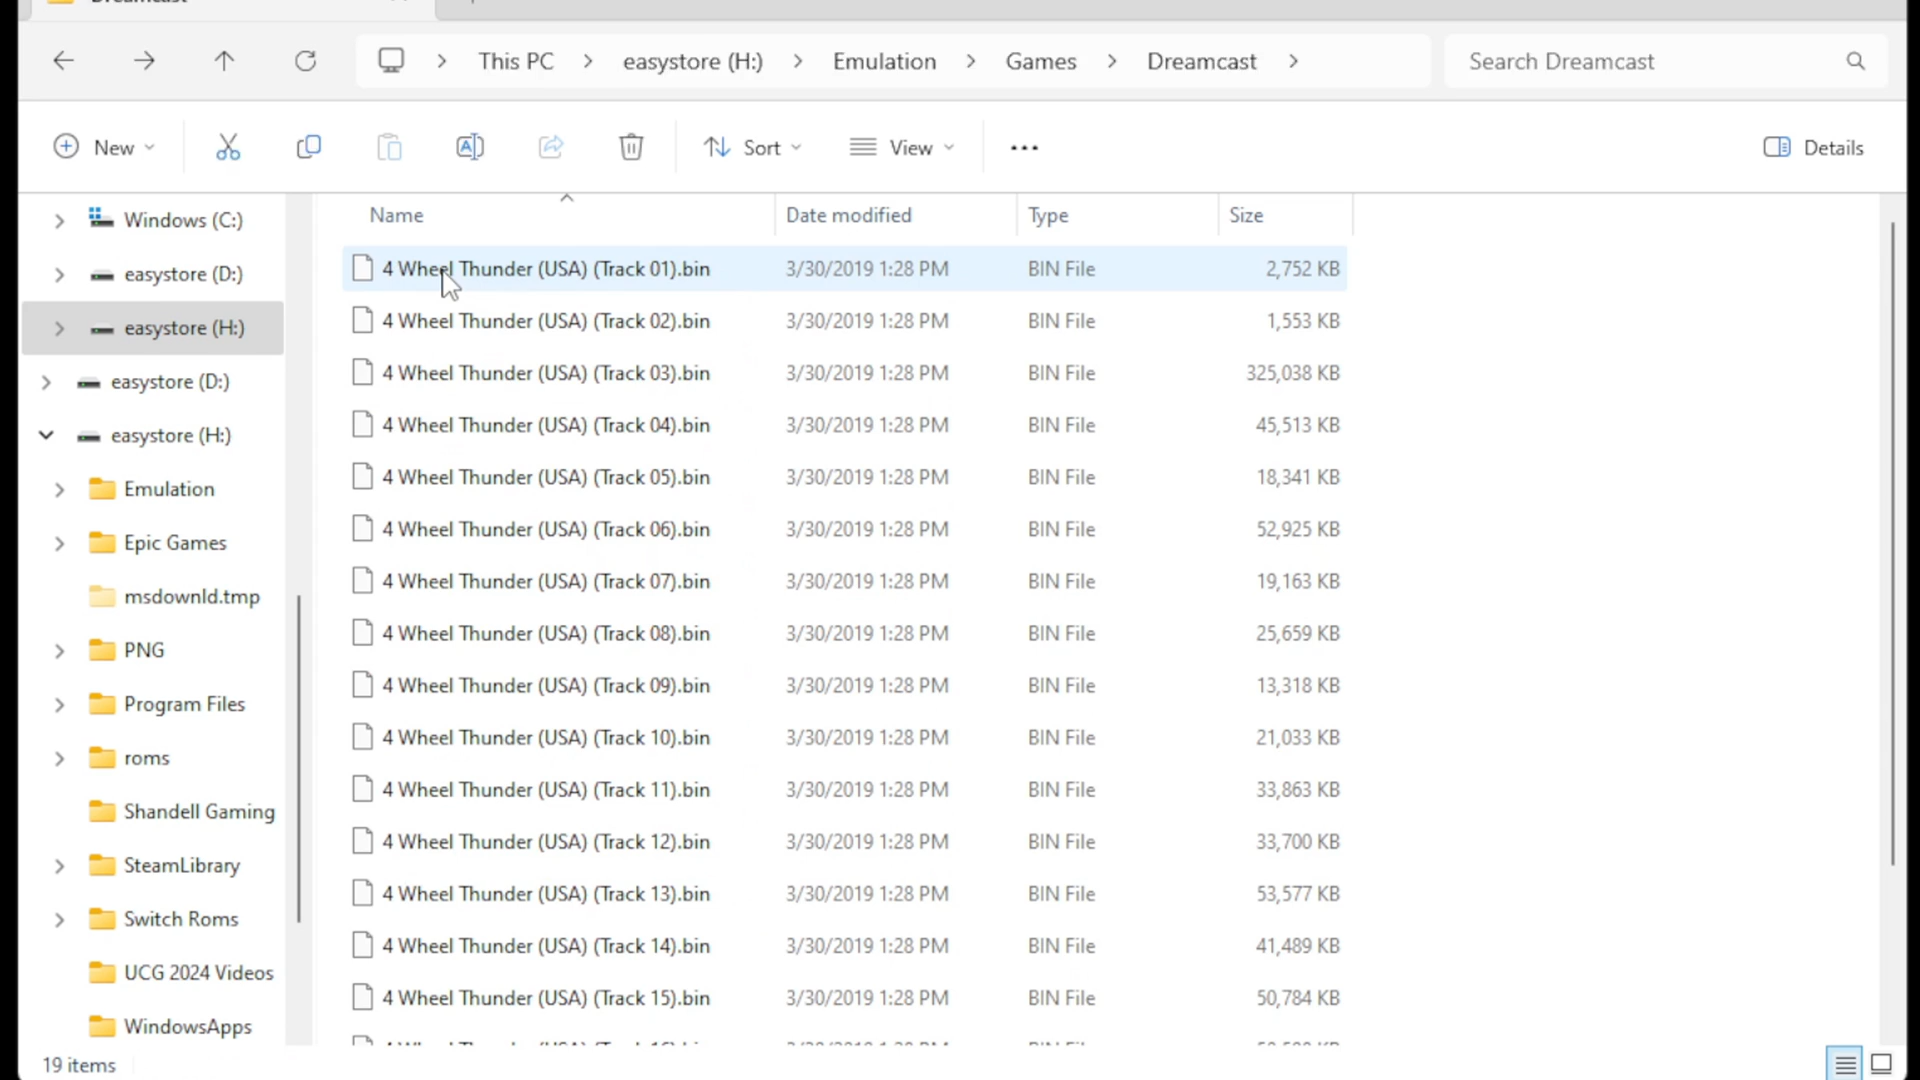 Dreamcast
This PC
easystore (H:)
Emulation
Games
Dreamcast
Search Dreamcast
New
Sort
View
Details
Windows (C:)
easystore (D:)
easystore (H:)
easystore (D:)
easystore (H:)
Emulation
Epic Games
msdownld.tmp
PNG
Program Files
roms
Shandell Gaming
SteamLibrary
Switch Roms
UCG 2024 Videos
WindowsApps
Name Date modified Type Size
4 Wheel Thunder (USA) (Track 01).bin 3/30/2019 1:28 PM BIN File 2,752 KB
4 Wheel Thunder (USA) (Track 02).bin 3/30/2019 1:28 PM BIN File 1,553 KB
4 Wheel Thunder (USA) (Track 03).bin 3/30/2019 1:28 PM BIN File 325,038 KB
4 Wheel Thunder (USA) (Track 04).bin 3/30/2019 1:28 PM BIN File 45,513 KB
4 Wheel Thunder (USA) (Track 05).bin 3/30/2019 1:28 PM BIN File 18,341 KB
4 Wheel Thunder (USA) (Track 06).bin 3/30/2019 1:28 PM BIN File 52,925 KB
4 Wheel Thunder (USA) (Track 07).bin 3/30/2019 1:28 PM BIN File 19,163 KB
4 Wheel Thunder (USA) (Track 08).bin 3/30/2019 1:28 PM BIN File 25,659 KB
4 Wheel Thunder (USA) (Track 09).bin 3/30/2019 1:28 PM BIN File 13,318 KB
4 Wheel Thunder (USA) (Track 10).bin 3/30/2019 1:28 PM BIN File 21,033 KB
4 Wheel Thunder (USA) (Track 11).bin 3/30/2019 1:28 PM BIN File 33,863 KB
4 Wheel Thunder (USA) (Track 12).bin 3/30/2019 1:28 PM BIN File 33,700 KB
4 Wheel Thunder (USA) (Track 13).bin 3/30/2019 1:28 PM BIN File 53,577 KB
4 Wheel Thunder (USA) (Track 14).bin 3/30/2019 1:28 PM BIN File 41,489 KB
4 Wheel Thunder (USA) (Track 15).bin 3/30/2019 1:28 PM BIN File 50,784 KB
19 items